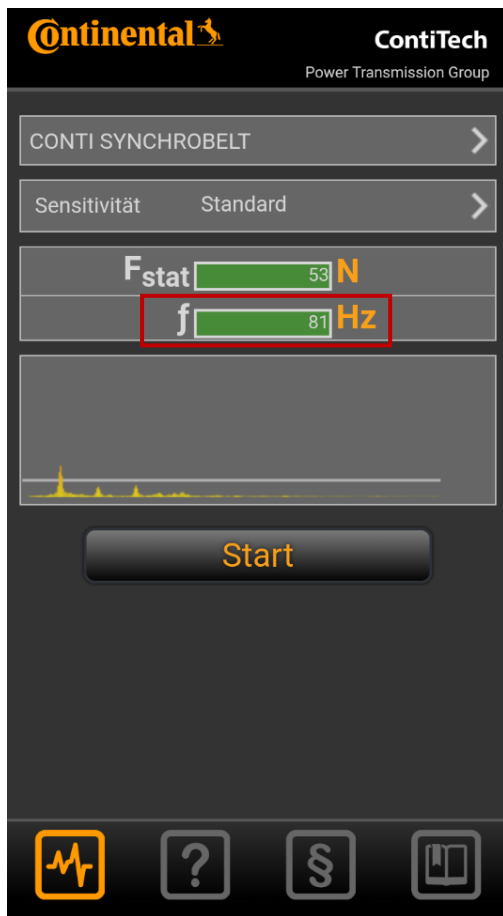 Continental
ContiTech
Power Transmission Group
CONTI SYNCHROBELT
Sensitivität Standard
Fstat 53 N
f 81 Hz
Start
? §